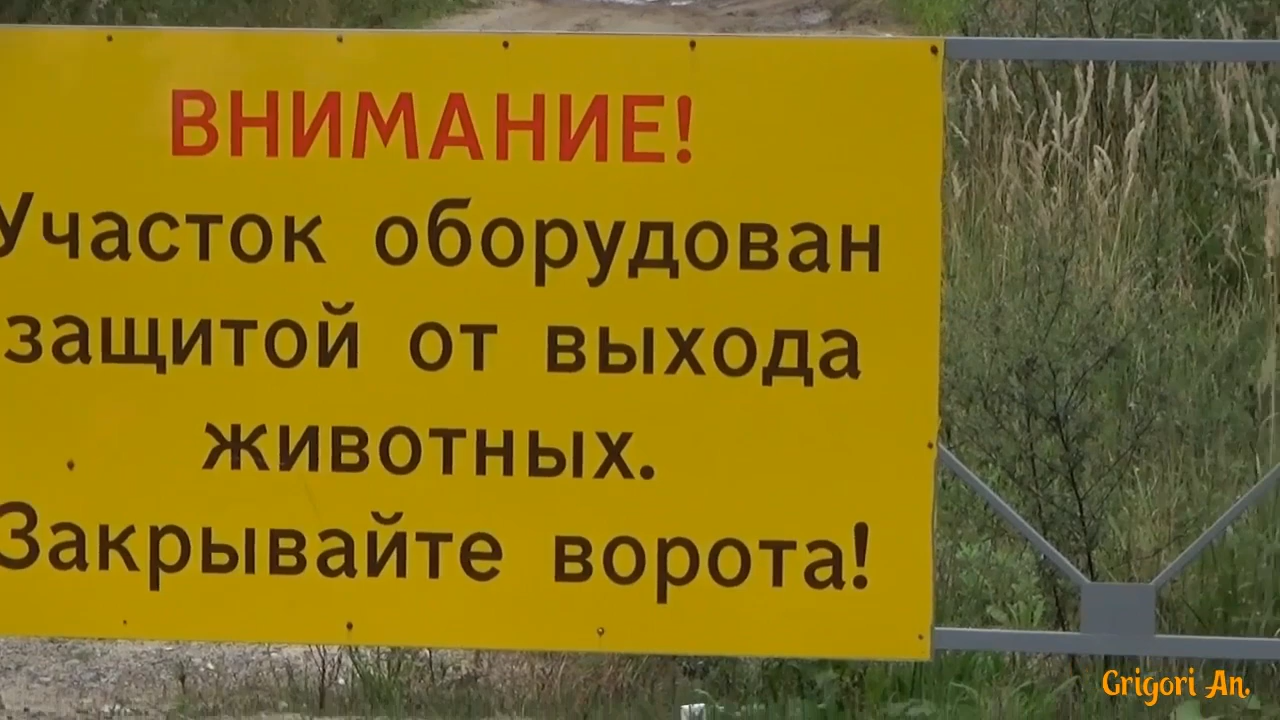 ВНИМАНИЕ!
Участок оборудован
защитой от выхода
животных.
Закрывайте ворота!
Grigori An.